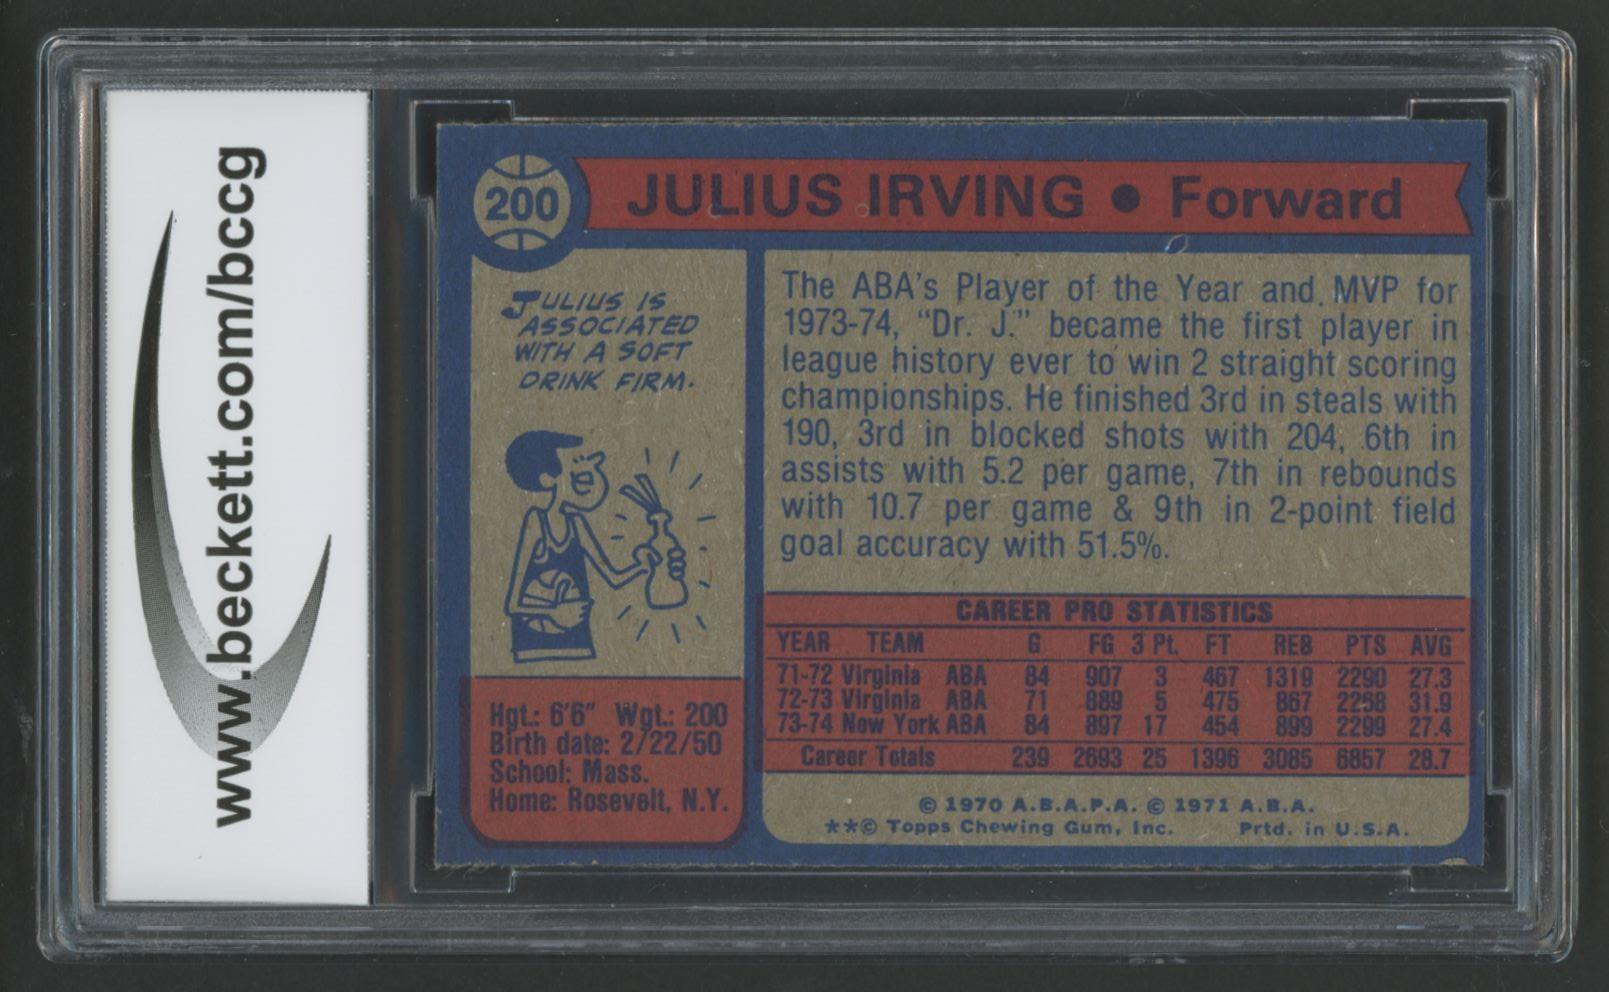 www.beckett.com/bccg
200
JULIUS IRVING • Forward
JULIUS IS
ASSOCIATED
WITH A SOFT
DRINK FIRM.
The ABA's Player of the Year and MVP for
1973-74, "Dr. J." became the first player in
league history ever to win 2 straight scoring
championships. He finished 3rd in steals with
190, 3rd in blocked shots with 204, 6th in
assists with 5.2 per game, 7th in rebounds
with 10.7 per game & 9th in 2-point field
goal accuracy with 51.5%.
Hgt.: 6'6" Wgt.: 200
Birth date: 2/22/50
School: Mass.
Home: Rosevelt, N.Y.
CAREER PRO STATISTICS
YEAR TEAM G FG 3 Pt. FT REB PTS AVG
71-72 Virginia ABA 84 907 3 467 1319 2290 27.3
72-73 Virginia ABA 71 889 5 475 867 2258 31.9
73-74 New York ABA 84 897 17 454 899 2299 27.4
Career Totals 239 2693 25 1396 3085 6857 28.7
© 1970 A.B.A.P.A. © 1971 A.B.A.
**© Topps Chewing Gum, Inc. Prtd. in U.S.A.